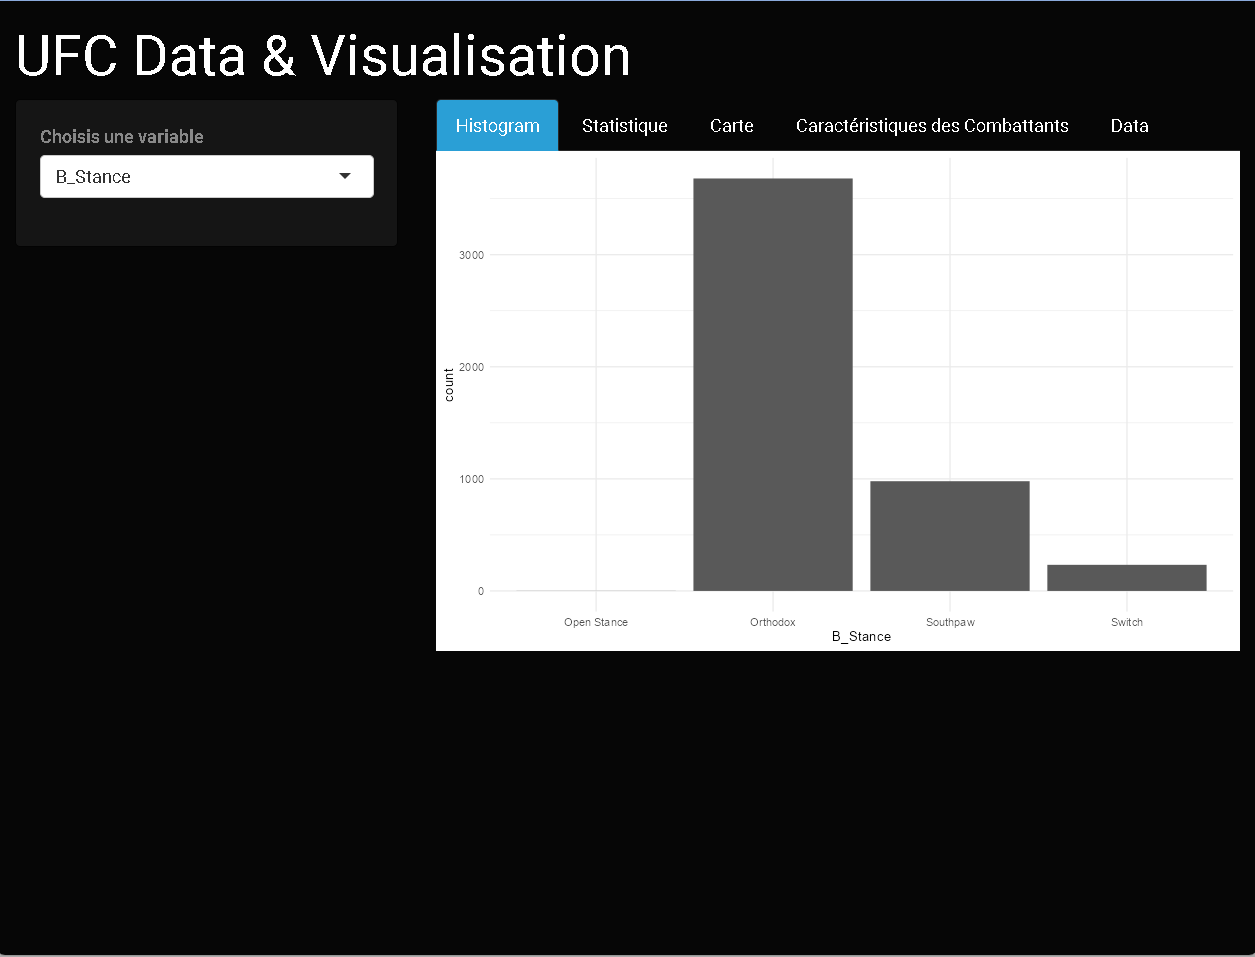 UFC Data & Visualisation
Choisis une variable
B_Stance
Histogram
Statistique
Carte
Caractéristiques des Combattants
Data
count
3000
2000
1000
0
Open Stance
Orthodox
Southpaw
Switch
B_Stance